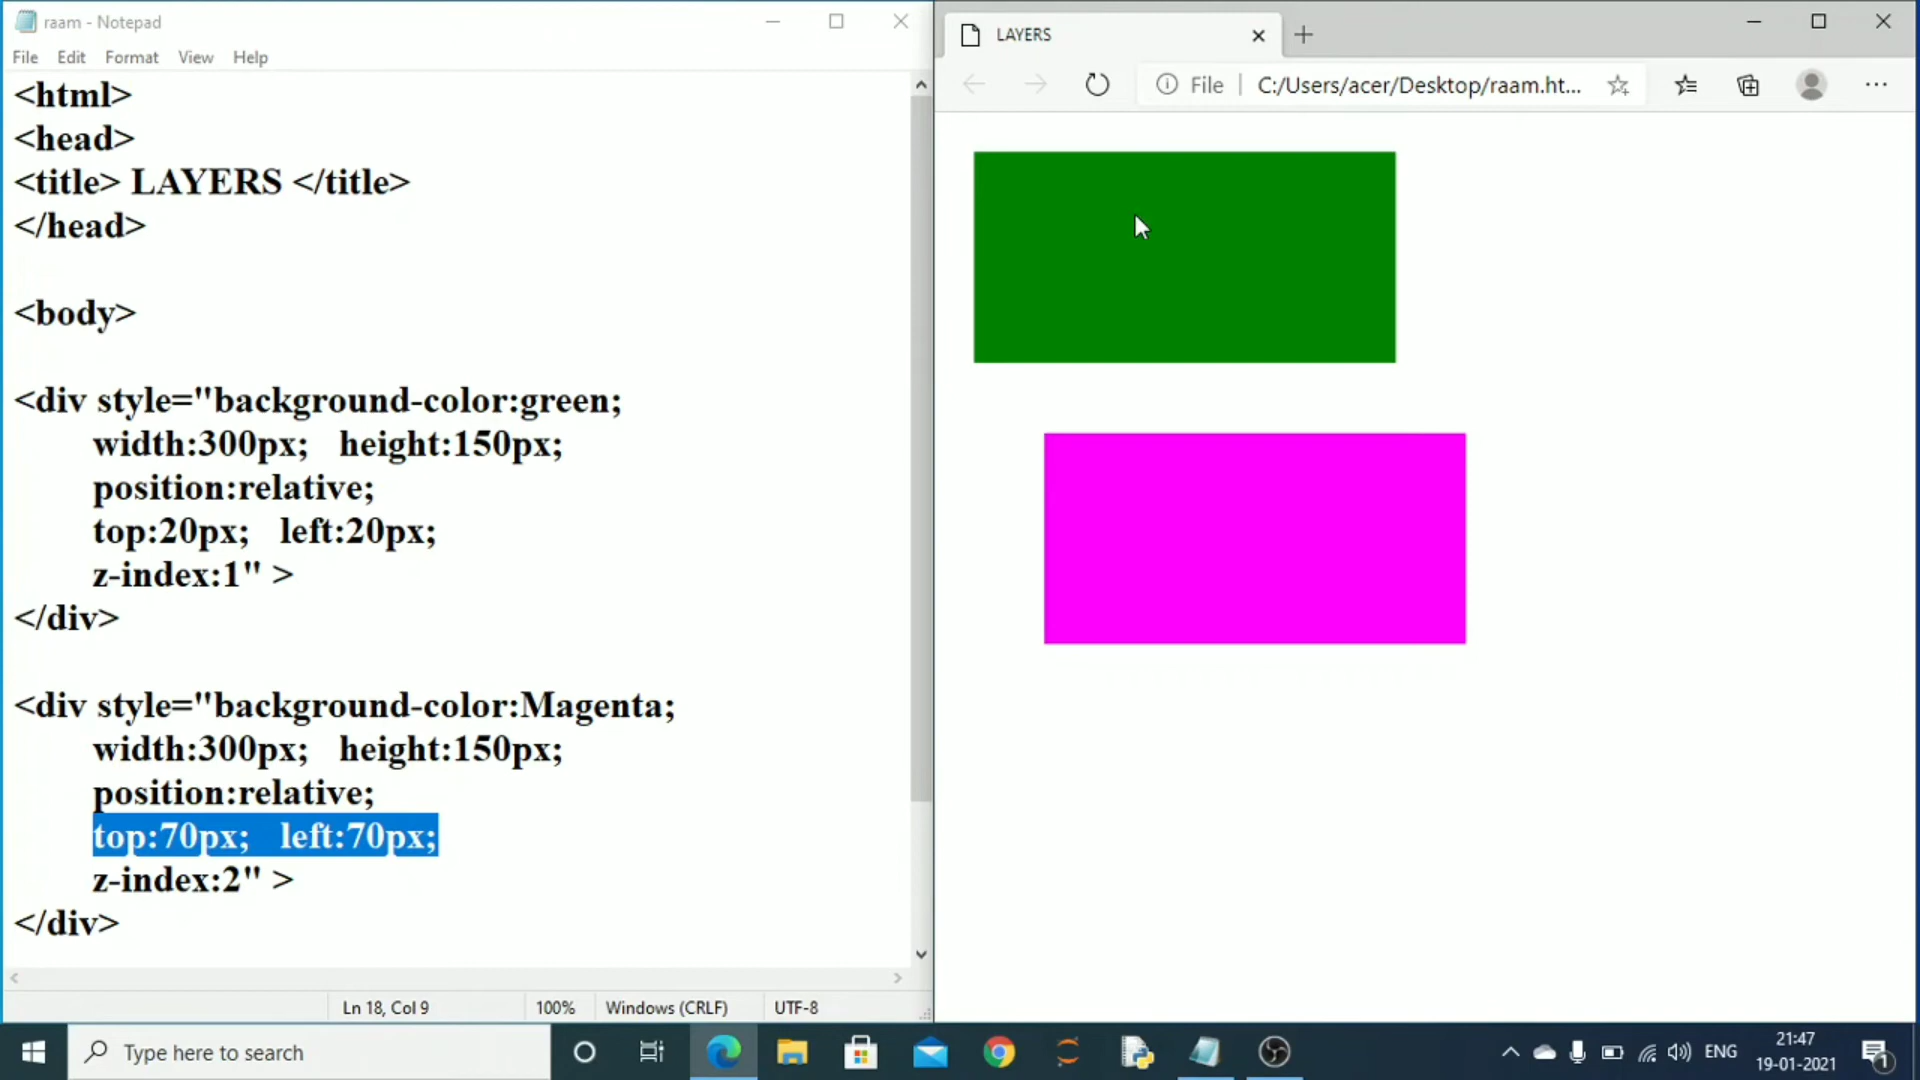 raam - Notepad
File Edit Format View Help
<html>
<head>
<title> LAYERS </title>
</head>
<body>
<div style="background-color:green;
width:300px; height:150px;
position:relative;
top:20px; left:20px;
z-index:1" >
</div>
<div style="background-color:Magenta;
width:300px; height:150px;
position:relative;
top:70px; left:70px;
z-index:2" >
</div>
Ln 18, Col 9 100% Windows (CRLF) UTF-8
LAYERS
File C:/Users/acer/Desktop/raam.ht...
Type here to search
ENG
21:47
19-01-2021
1